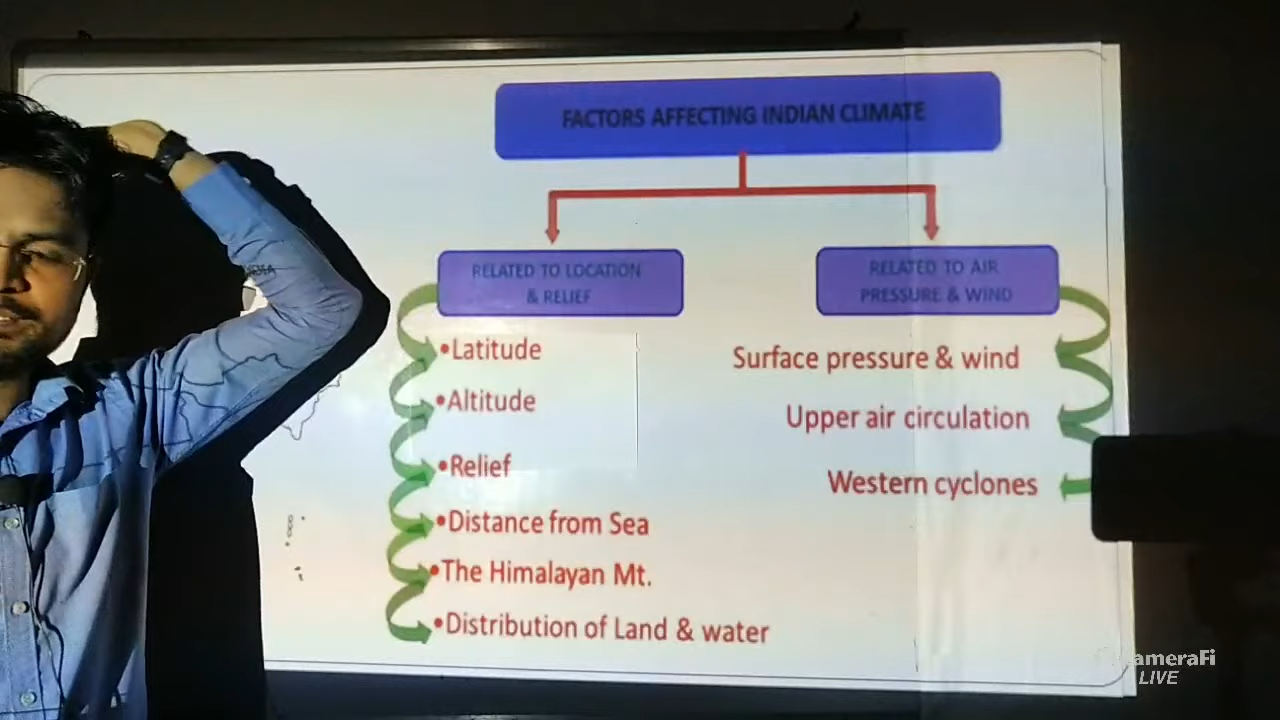 FACTORS AFFECTING INDIAN CLIMATE
RELATED TO LOCATION
& RELIEF
•Latitude
•Altitude
•Relief
•Distance from Sea
•The Himalayan Mt.
•Distribution of Land & water
RELATED TO AIR
PRESSURE & WIND
Surface pressure & wind
Upper air circulation
Western cyclones
LIVE